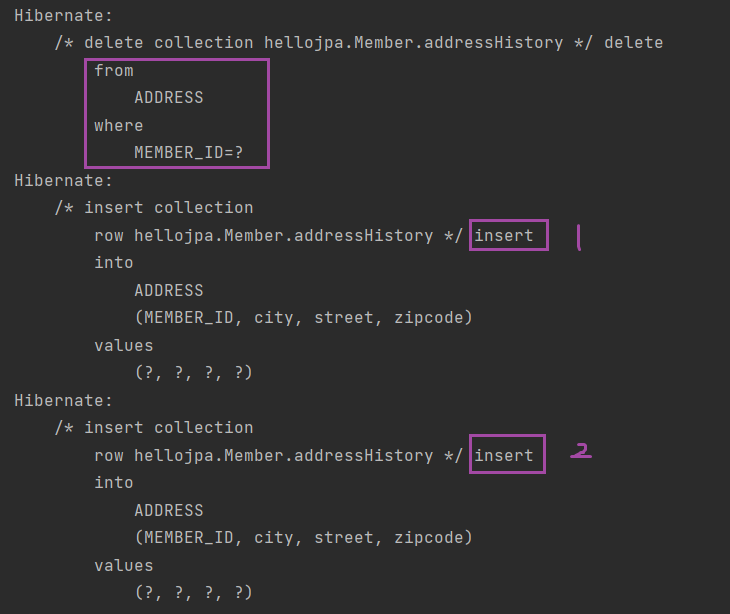 Hibernate:
/* delete collection hellojpa.Member.addressHistory */ delete
from
ADDRESS
where
MEMBER_ID=?
Hibernate:
/* insert collection
row hellojpa.Member.addressHistory */ insert 1
into
ADDRESS
(MEMBER_ID, city, street, zipcode)
values
(?, ?, ?, ?)
Hibernate:
/* insert collection
row hellojpa.Member.addressHistory */ insert 2
into
ADDRESS
(MEMBER_ID, city, street, zipcode)
values
(?, ?, ?, ?)